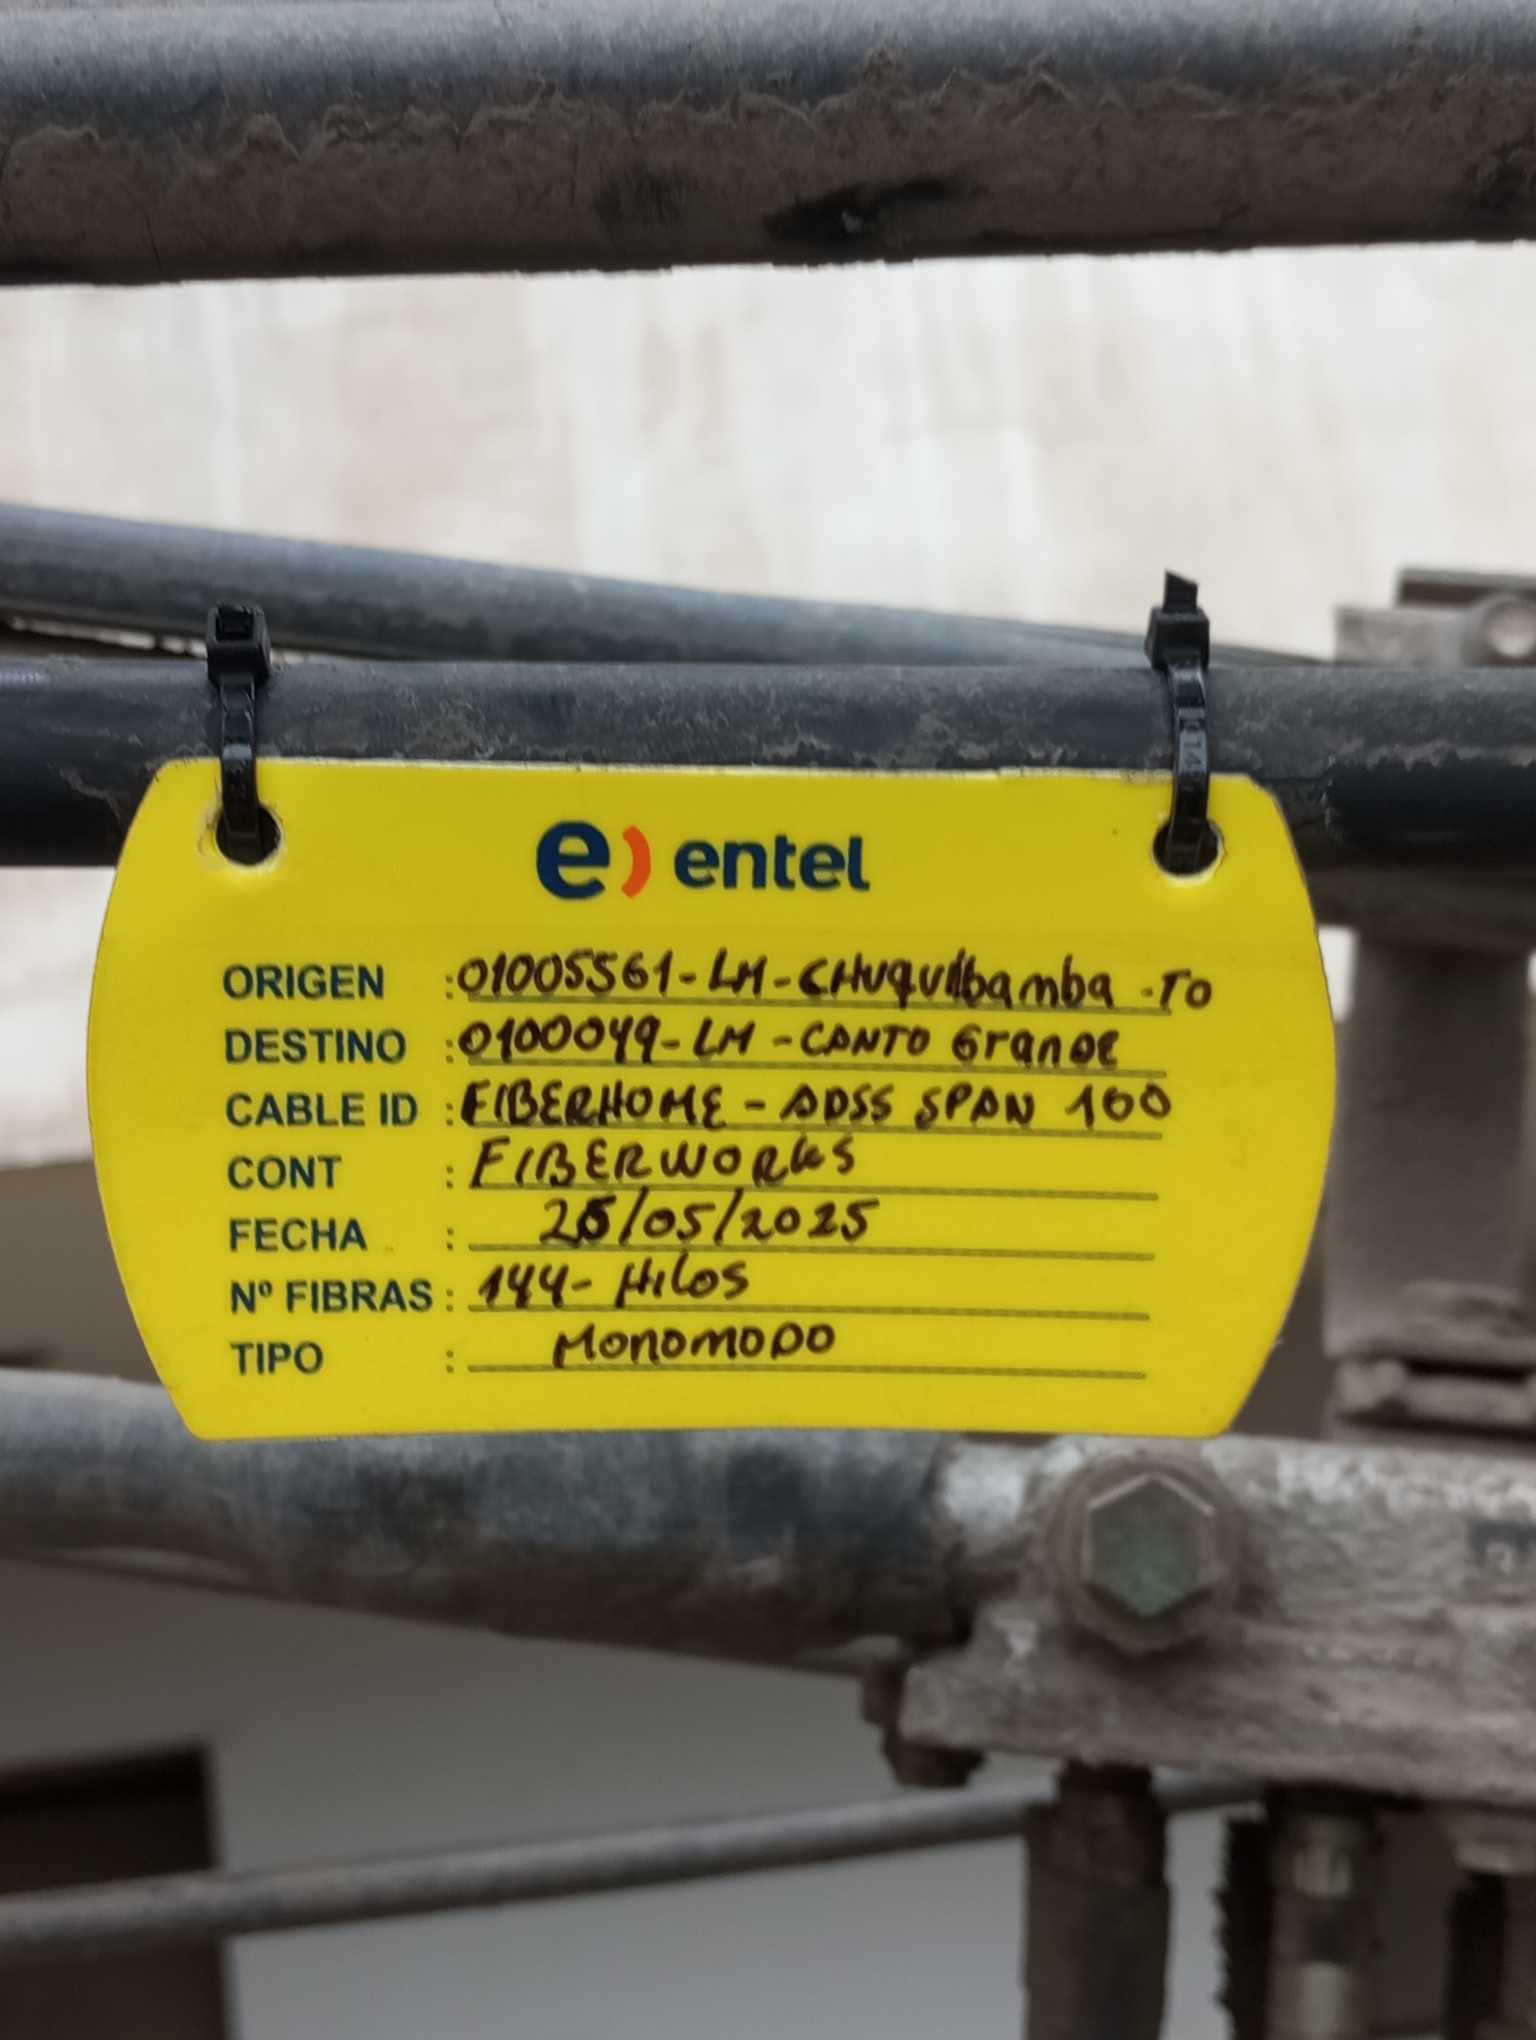 e) entel
ORIGEN : 01005561-LM-CHUQUIbambA-TO
DESTINO : 0100049-LM-CANTO GranDE
CABLE ID : FIBERHOME-ADSS SPAN 100
CONT : FIBERWORKS
FECHA : /05/2025
Nº FIBRAS : 144-HILOS
TIPO : MONOMODO